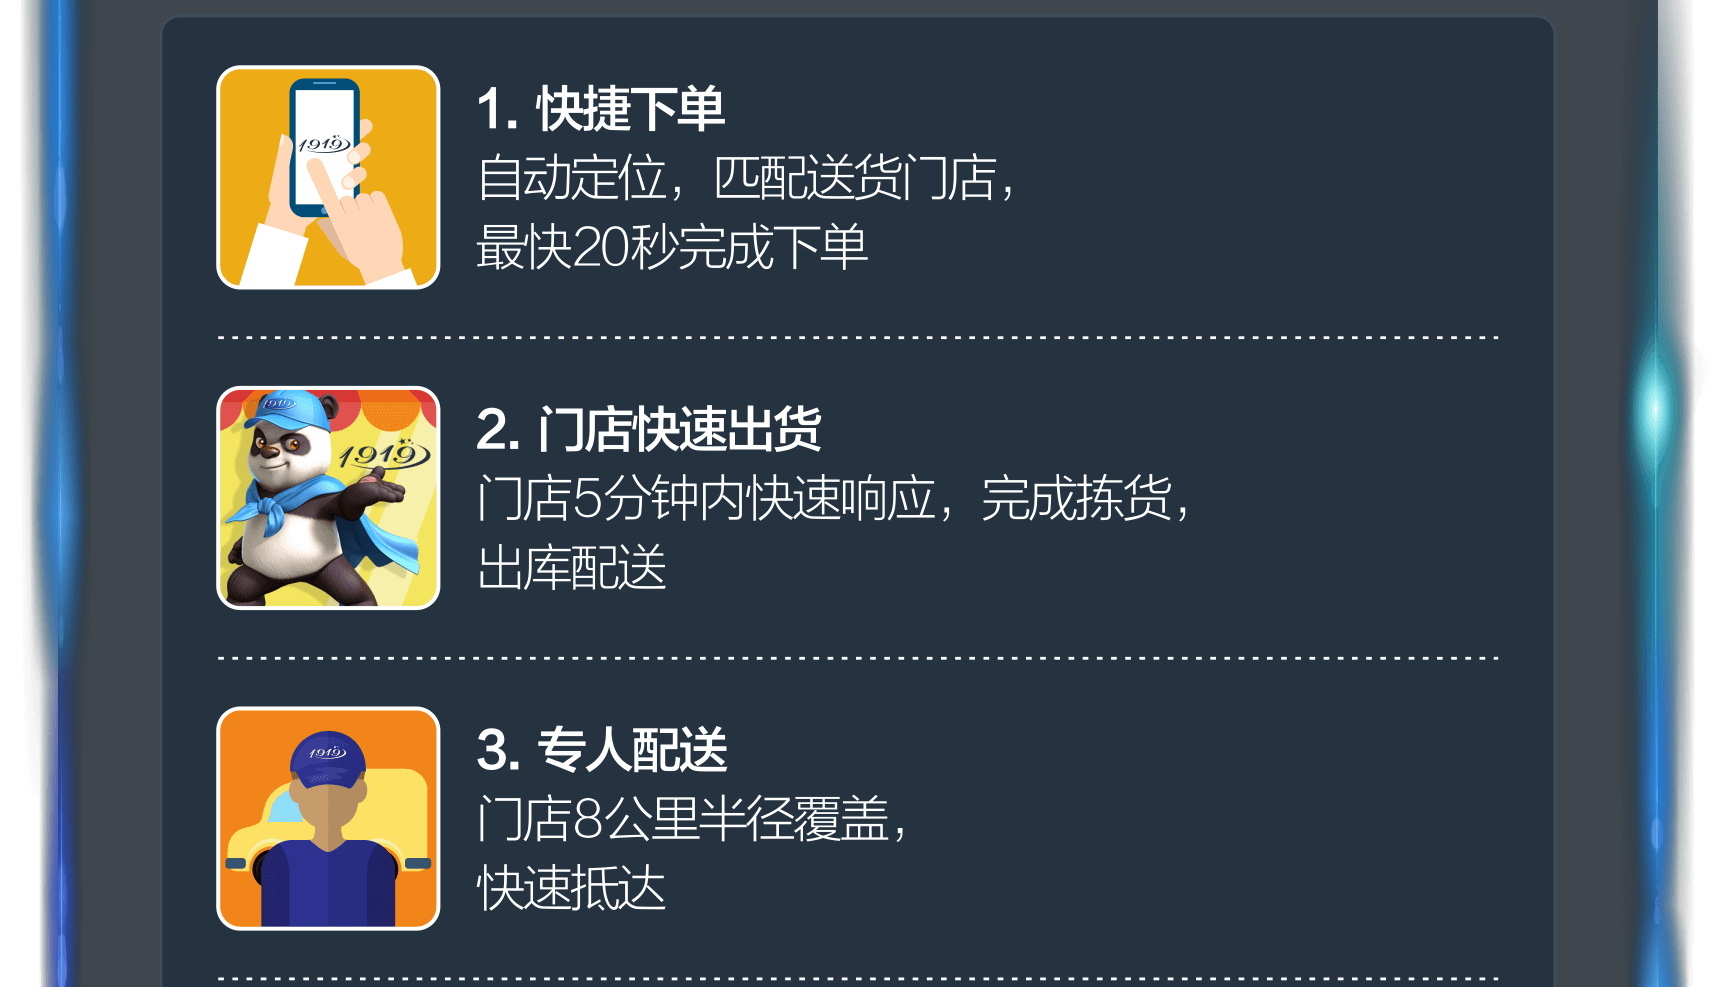 1919
1. 快捷下单
自动定位，匹配送货门店，
最快20秒完成下单
1919
1919
2. 门店快速出货
门店5分钟内快速响应，完成拣货，
出库配送
1919
3. 专人配送
门店8公里半径覆盖，
快速抵达